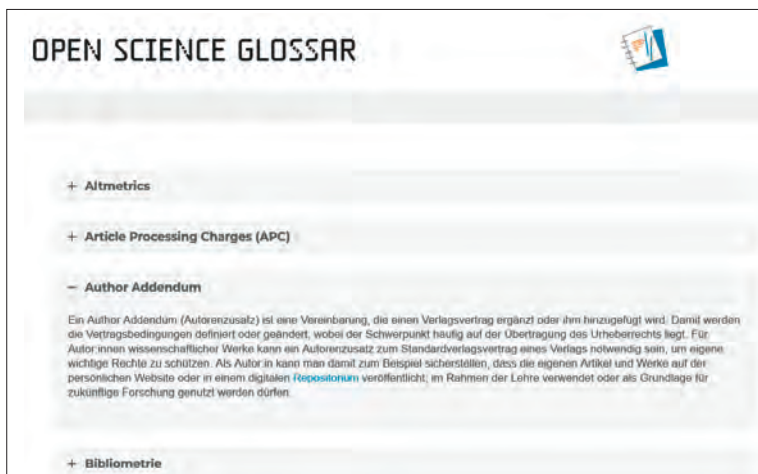 OPEN SCIENCE GLOSSAR
+ Altmetrics
+ Article Processing Charges (APC)
− Author Addendum
Ein Author Addendum (Autorenzusatz) ist eine Vereinbarung, die einen Verlagsvertrag ergänzt oder ihm hinzugefügt wird. Damit werden
die Vertragsbedingungen definiert oder geändert, wobei der Schwerpunkt häufig auf der Übertragung des Urheberrechts liegt. Für
Autor:innen wissenschaftlicher Werke kann ein Autorenzusatz zum Standardverlagsvertrag eines Verlags notwendig sein, um eigene
wichtige Rechte zu schützen. Als Autor:in kann man damit zum Beispiel sicherstellen, dass die eigenen Artikel und Werke auf der
persönlichen Website oder in einem digitalen Repositorium veröffentlicht, im Rahmen der Lehre verwendet oder als Grundlage für
zukünftige Forschung genutzt werden dürfen.
+ Bibliometrie